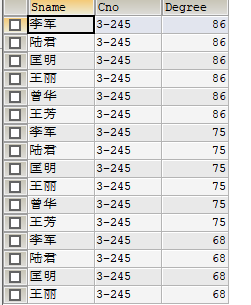 Sname Cno Degree
李军 3-245 86
陆君 3-245 86
匡明 3-245 86
王丽 3-245 86
曾华 3-245 86
王芳 3-245 86
李军 3-245 75
陆君 3-245 75
匡明 3-245 75
王丽 3-245 75
曾华 3-245 75
王芳 3-245 75
李军 3-245 68
陆君 3-245 68
匡明 3-245 68
王丽 3-245 68